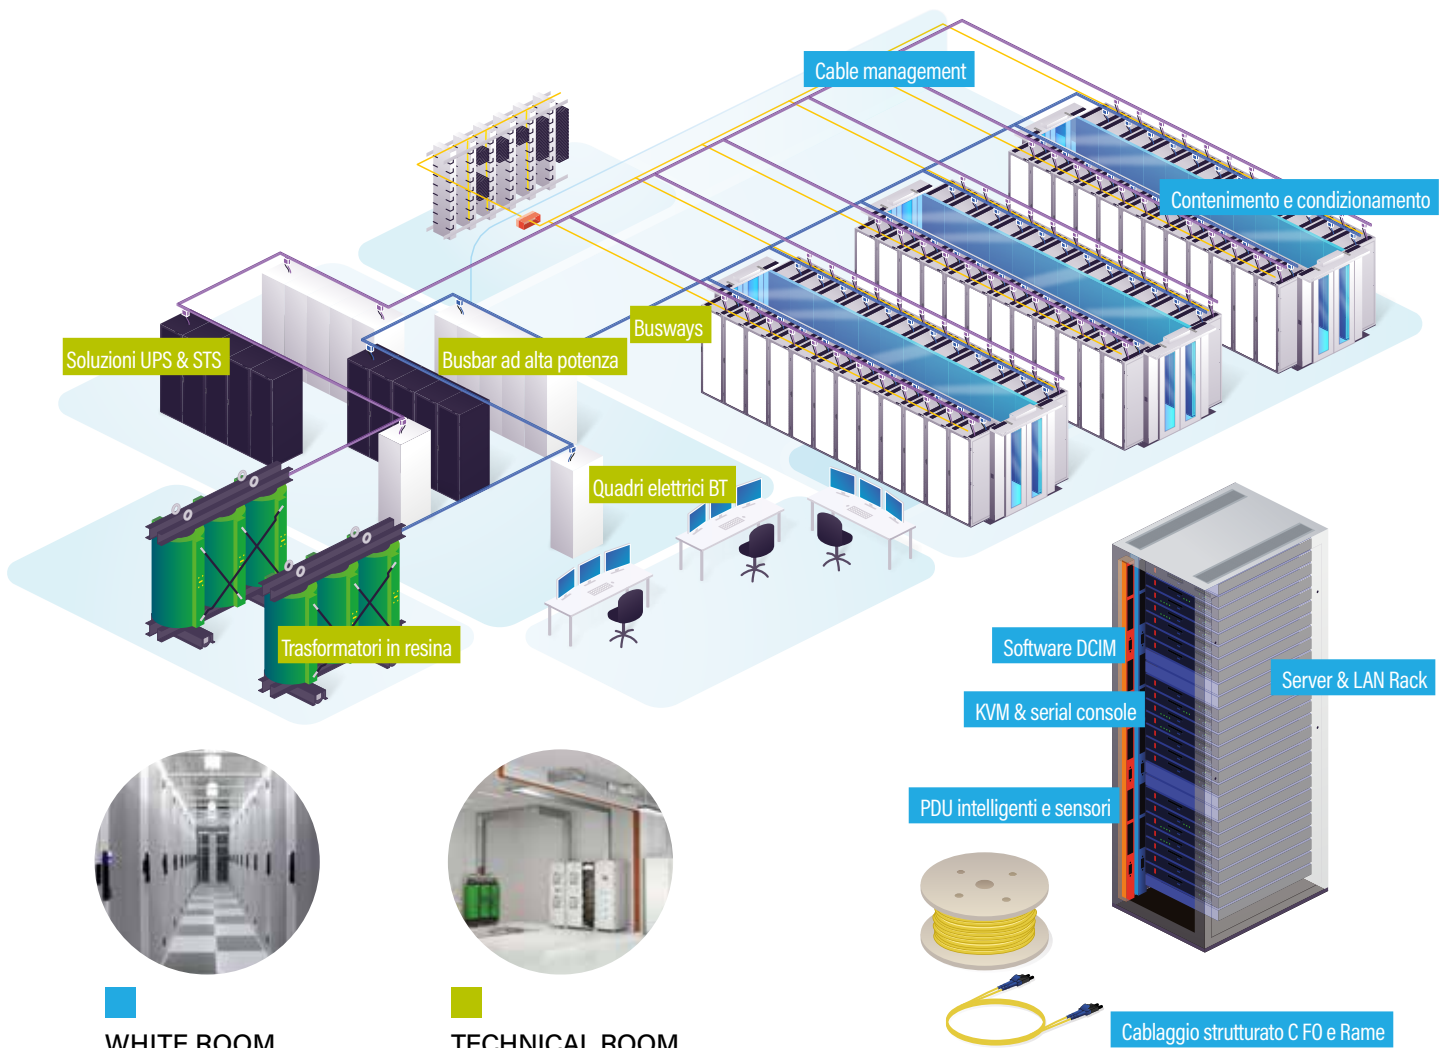 Cable management
Contenimento e condizionamento
Busways
Soluzioni UPS & STS
Busbar ad alta potenza
Quadri elettrici BT
Trasformatori in resina
Software DCIM
Server & LAN Rack
KVM & serial console
PDU intelligenti e sensori
Cablaggio strutturato C FO e Rame
WHITE ROOM
TECHNICAL ROOM